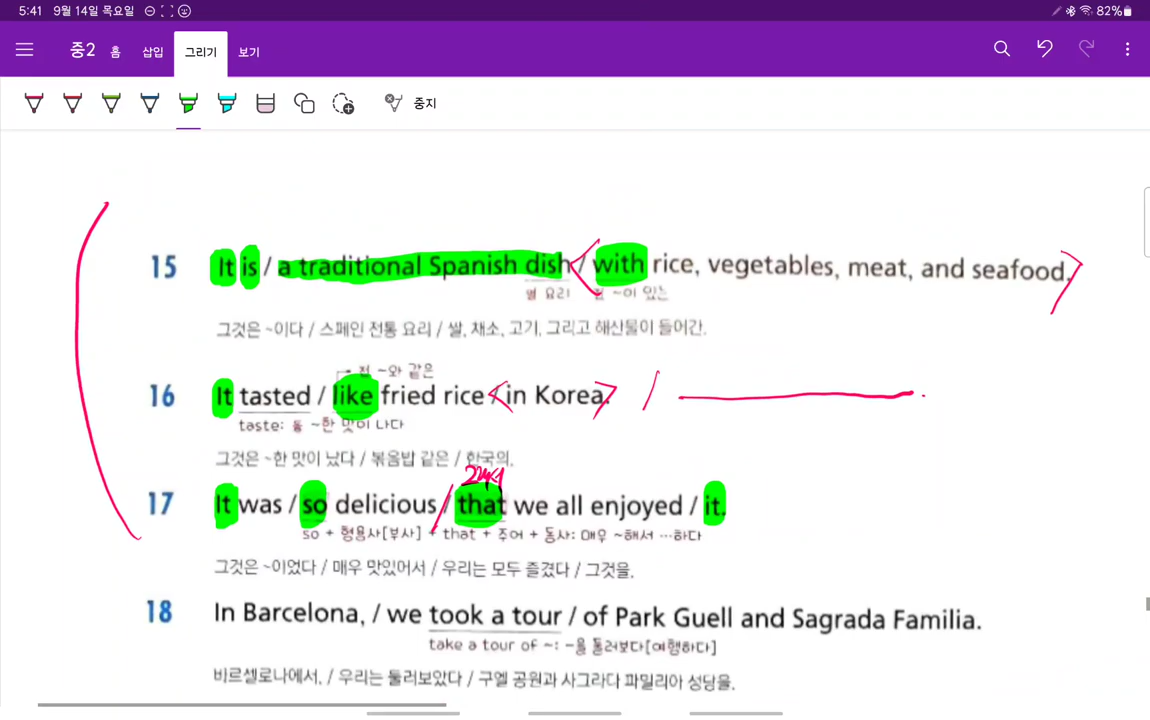 5:41 9월 14일 목요일 82%
중2 홈 삽입 그리기 보기
중지
15 It is / a traditional Spanish dish / with rice, vegetables, meat, and seafood.
명 요리 전 ~이 있는
그것은 ~이다 / 스페인 전통 요리 / 쌀, 채소, 고기, 그리고 해산물이 들어간.
전 ~와 같은
16 It tasted / like fried rice / in Korea.
taste: 동 ~한 맛이 나다
그것은 ~한 맛이 났다 / 볶음밥 같은 / 한국의.
그래서
17 It was / so delicious / that we all enjoyed / it.
so + 형용사[부사] + that + 주어 + 동사: 매우 ~해서 …하다
그것은 ~이었다 / 매우 맛있어서 / 우리는 모두 즐겼다 / 그것을.
18 In Barcelona, / we took a tour / of Park Guell and Sagrada Familia.
take a tour of ~: ~을 둘러보다[여행하다]
바르셀로나에서, / 우리는 둘러보았다 / 구엘 공원과 사그라다 파밀리아 성당을.